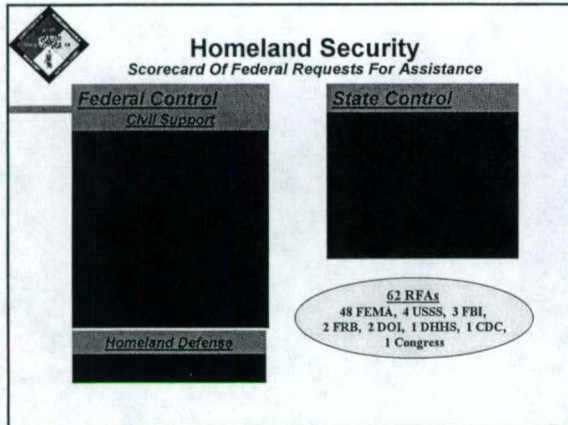 Homeland Security
Scorecard Of Federal Requests For Assistance
Federal Control
Civil Support
State Control
62 RFAs
48 FEMA, 4 USSS, 3 FBI,
2 FRB, 2 DOI, 1 DHHS, 1 CDC,
1 Congress
Homeland Defense